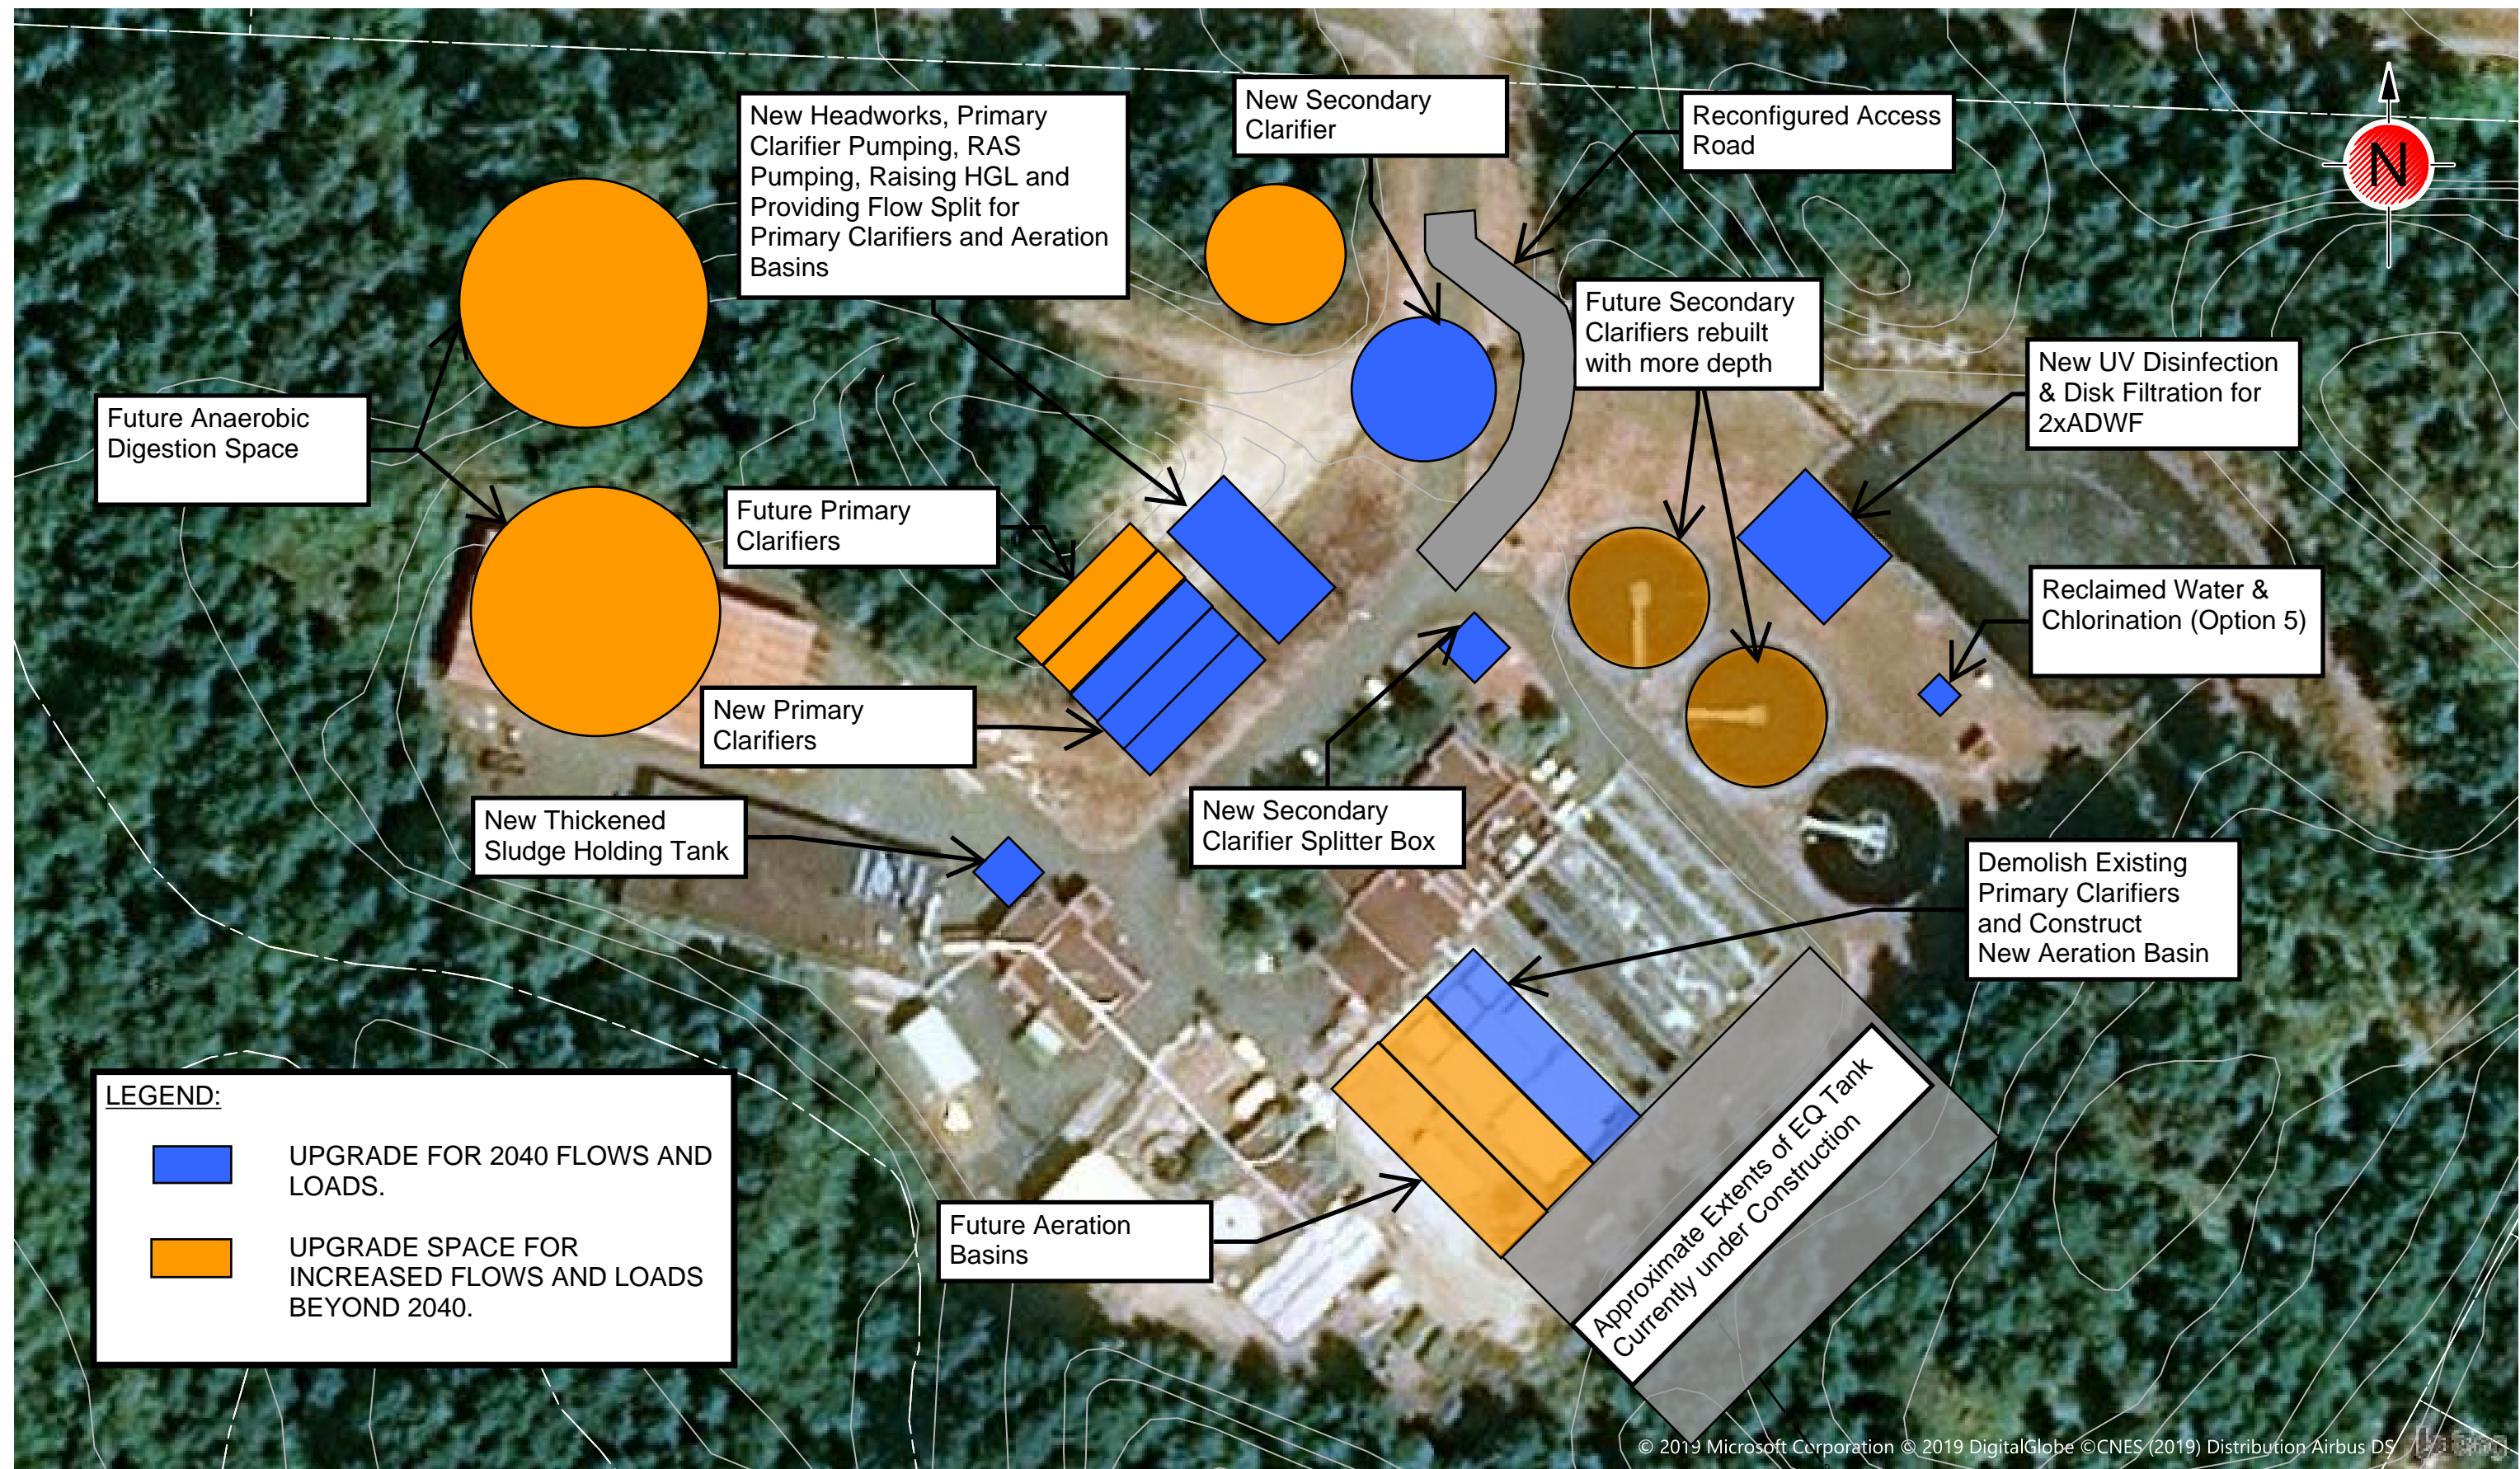 New Headworks, Primary
Clarifier Pumping, RAS
Pumping, Raising HGL and
Providing Flow Split for
Primary Clarifiers and Aeration
Basins
New Secondary
Clarifier
Reconfigured Access
Road
N
Future Secondary
Clarifiers rebuilt
with more depth
New UV Disinfection
& Disk Filtration for
2xADWF
Future Anaerobic
Digestion Space
Future Primary
Clarifiers
Reclaimed Water &
Chlorination (Option 5)
New Primary
Clarifiers
New Thickened
Sludge Holding Tank
New Secondary
Clarifier Splitter Box
Demolish Existing
Primary Clarifiers
and Construct
New Aeration Basin
Future Aeration
Basins
Approximate Extents of EQ Tank
Currently under Construction
LEGEND:
UPGRADE FOR 2040 FLOWS AND
LOADS.
UPGRADE SPACE FOR
INCREASED FLOWS AND LOADS
BEYOND 2040.
© 2019 Microsoft Corporation © 2019 DigitalGlobe ©CNES (2019) Distribution Airbus DS